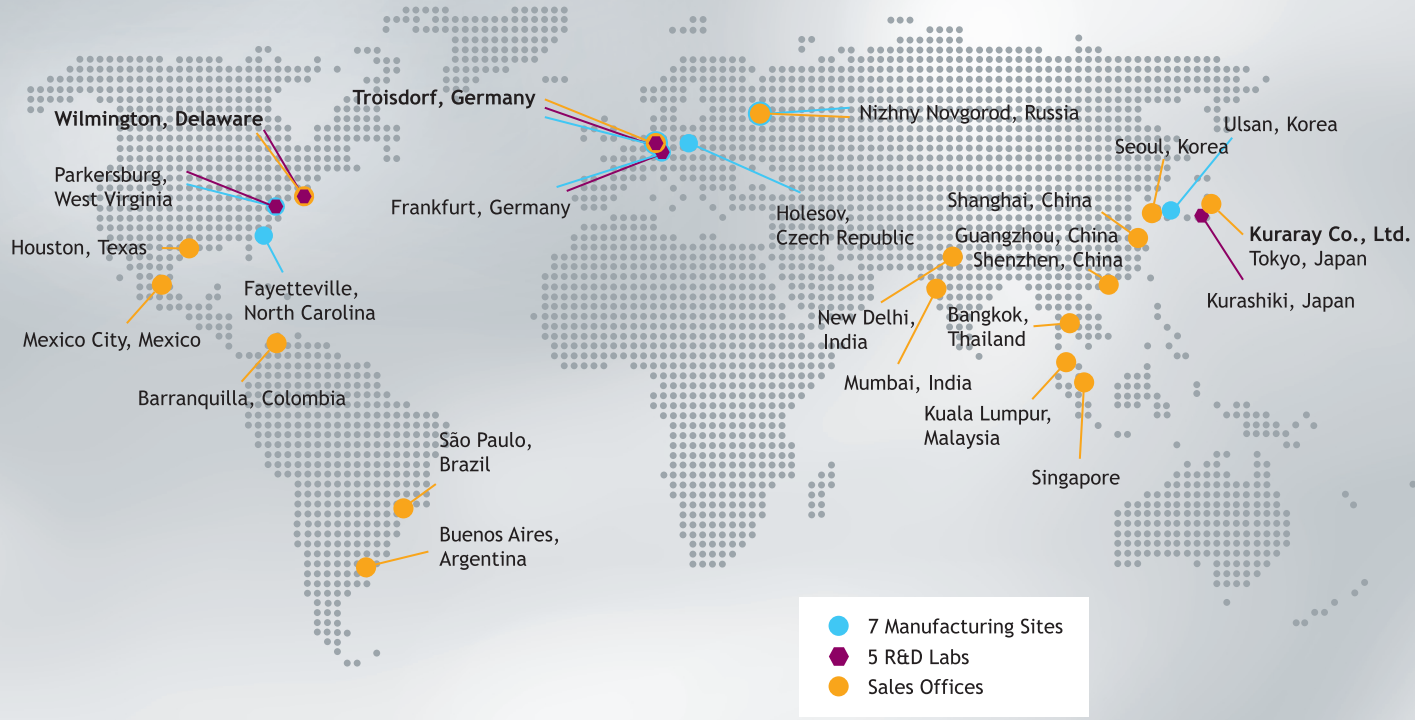 Troisdorf, Germany
Wilmington, Delaware
Nizhny Novgorod, Russia
Ulsan, Korea
Seoul, Korea
Parkersburg,
West Virginia
Frankfurt, Germany
Holesov,
Czech Republic
Shanghai, China
Guangzhou, China
Shenzhen, China
Kuraray Co., Ltd.
Tokyo, Japan
Houston, Texas
Fayetteville,
North Carolina
Kurashiki, Japan
Mexico City, Mexico
New Delhi,
India
Bangkok,
Thailand
Mumbai, India
Barranquilla, Colombia
Kuala Lumpur,
Malaysia
São Paulo,
Brazil
Singapore
Buenos Aires,
Argentina
7 Manufacturing Sites
5 R&D Labs
Sales Offices